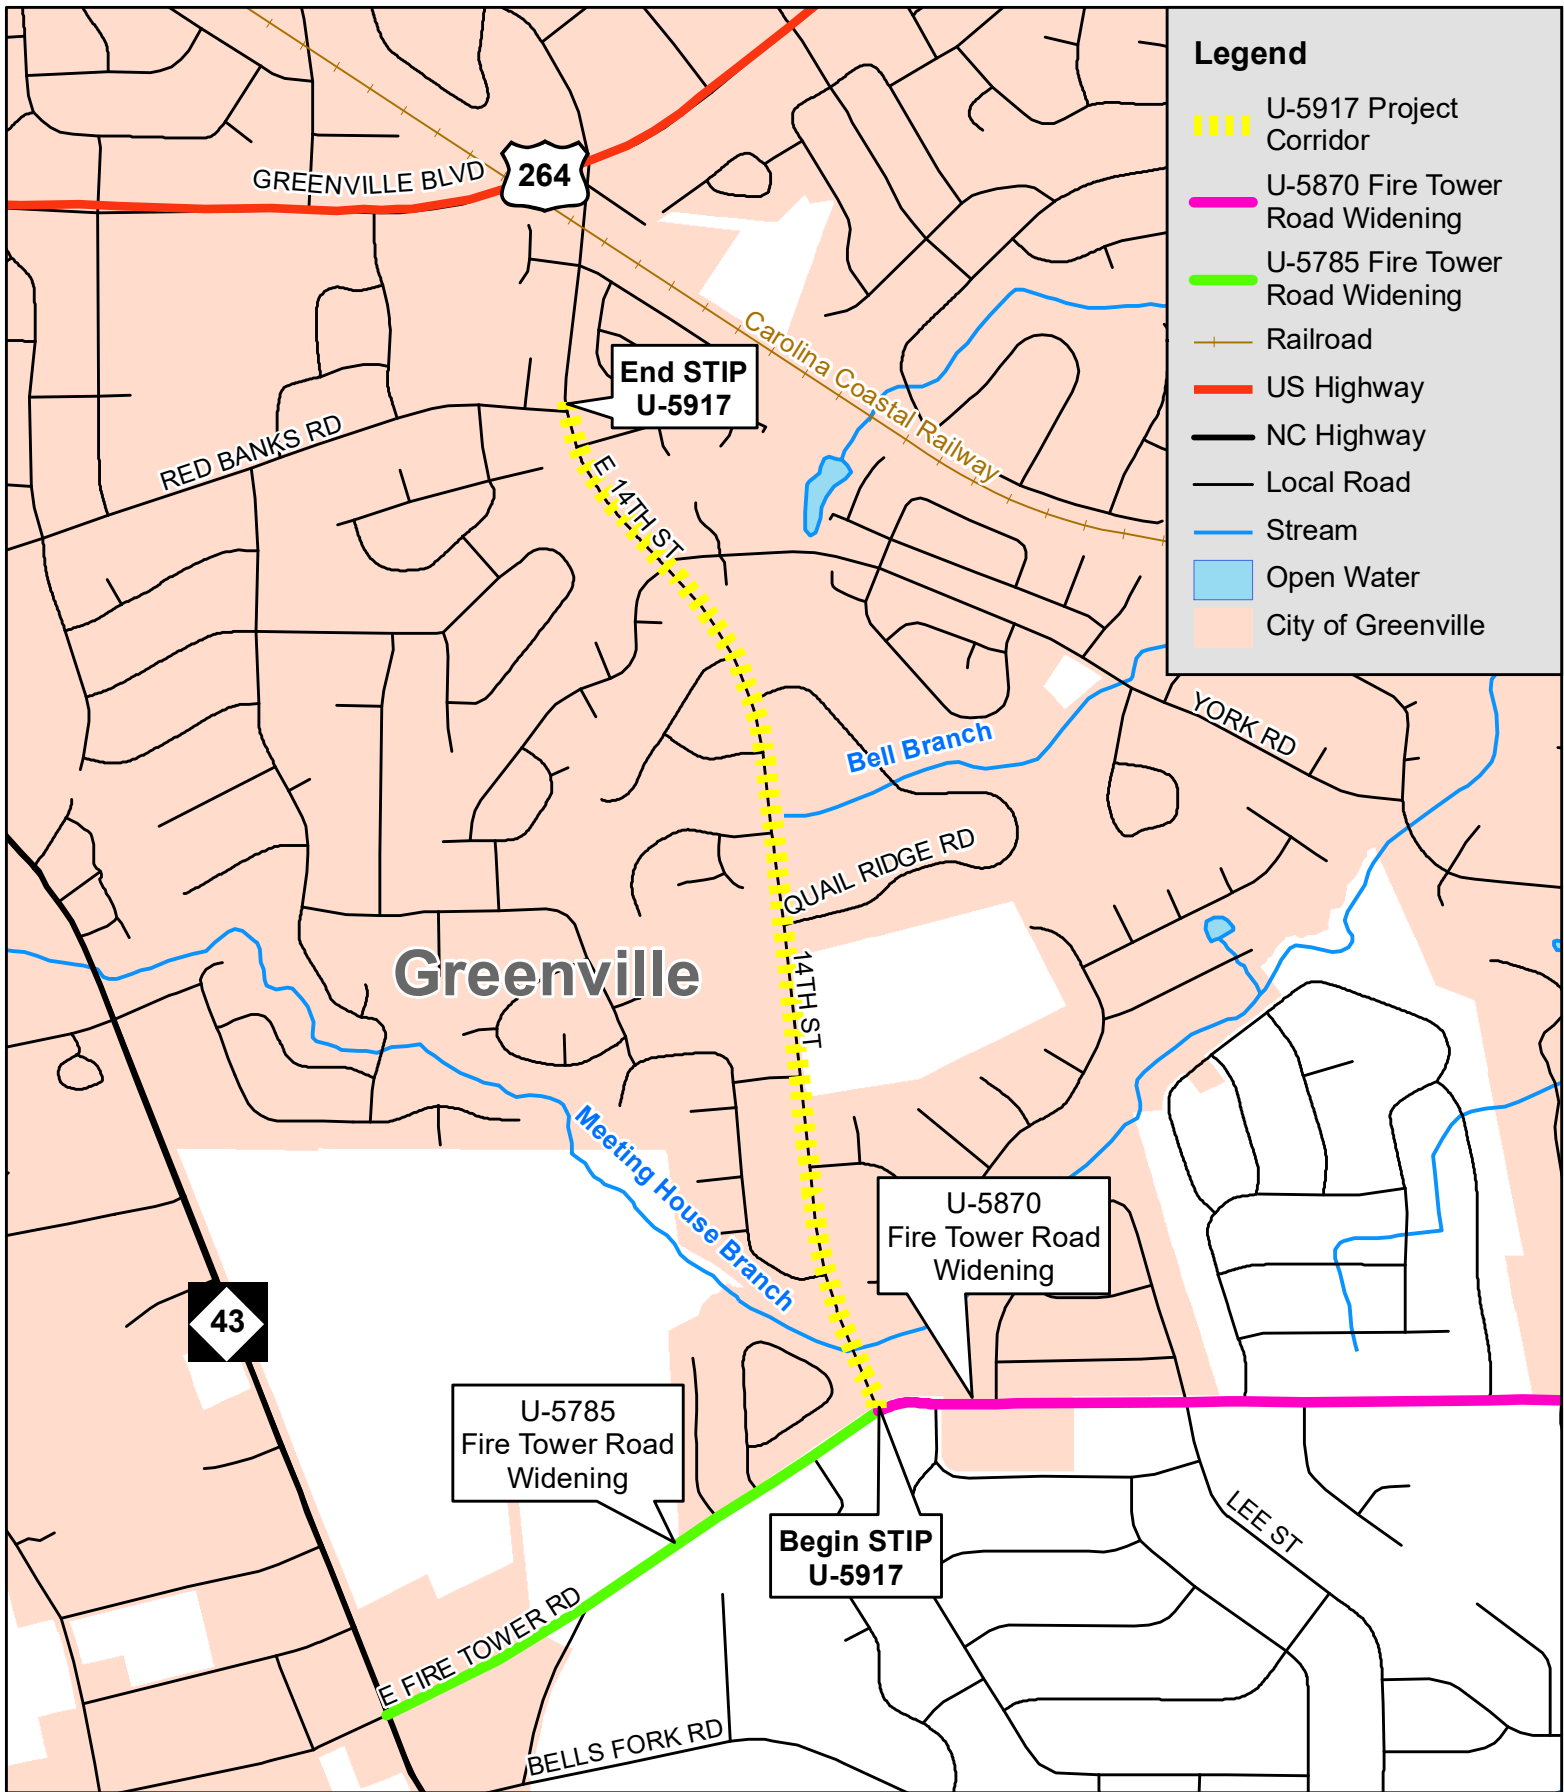 Legend
U-5917 Project
Corridor
U-5870 Fire Tower
Road Widening
U-5785 Fire Tower
Road Widening
Railroad
US Highway
NC Highway
Local Road
Stream
Open Water
City of Greenville
GREENVILLE BLVD
264
Carolina Coastal Railway
End STIP
U-5917
RED BANKS RD
E 14TH ST
YORK RD
Bell Branch
QUAIL RIDGE RD
Greenville
14TH ST
Meeting House Branch
U-5870
Fire Tower Road
Widening
43
U-5785
Fire Tower Road
Widening
Begin STIP
U-5917
LEE ST
E FIRE TOWER RD
BELLS FORK RD